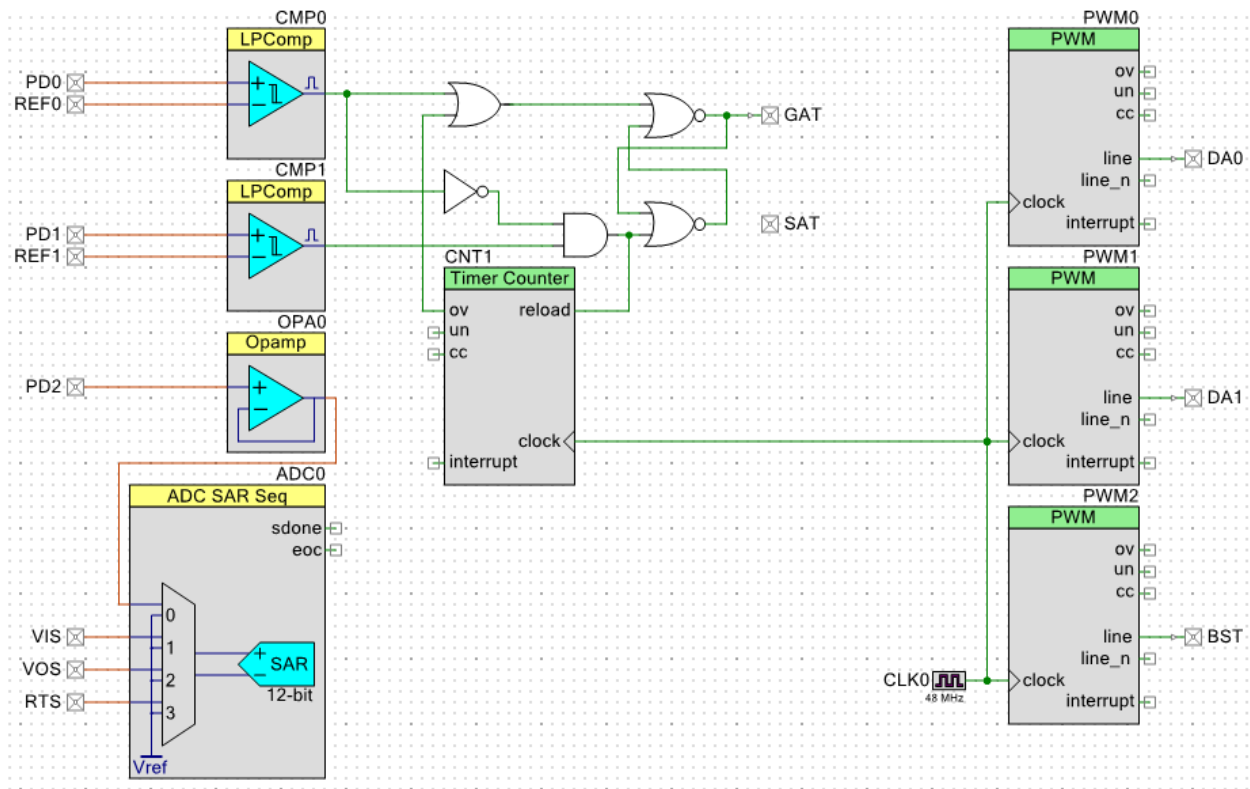 CMP0
LPComp
PD0
REF0
CMP1
LPComp
PD1
REF1
OPA0
Opamp
PD2
ADC0
ADC SAR Seq
sdone
eoc
0
1
2
3
VIS
VOS
RTS
SAR
12-bit
Vref
GAT
SAT
CNT1
Timer Counter
ov
reload
un
cc
clock
interrupt
CLK0
48 MHz
PWM0
PWM
ov
un
cc
line
DA0
line_n
clock
interrupt
PWM1
PWM
ov
un
cc
line
DA1
line_n
clock
interrupt
PWM2
PWM
ov
un
cc
line
BST
line_n
clock
interrupt